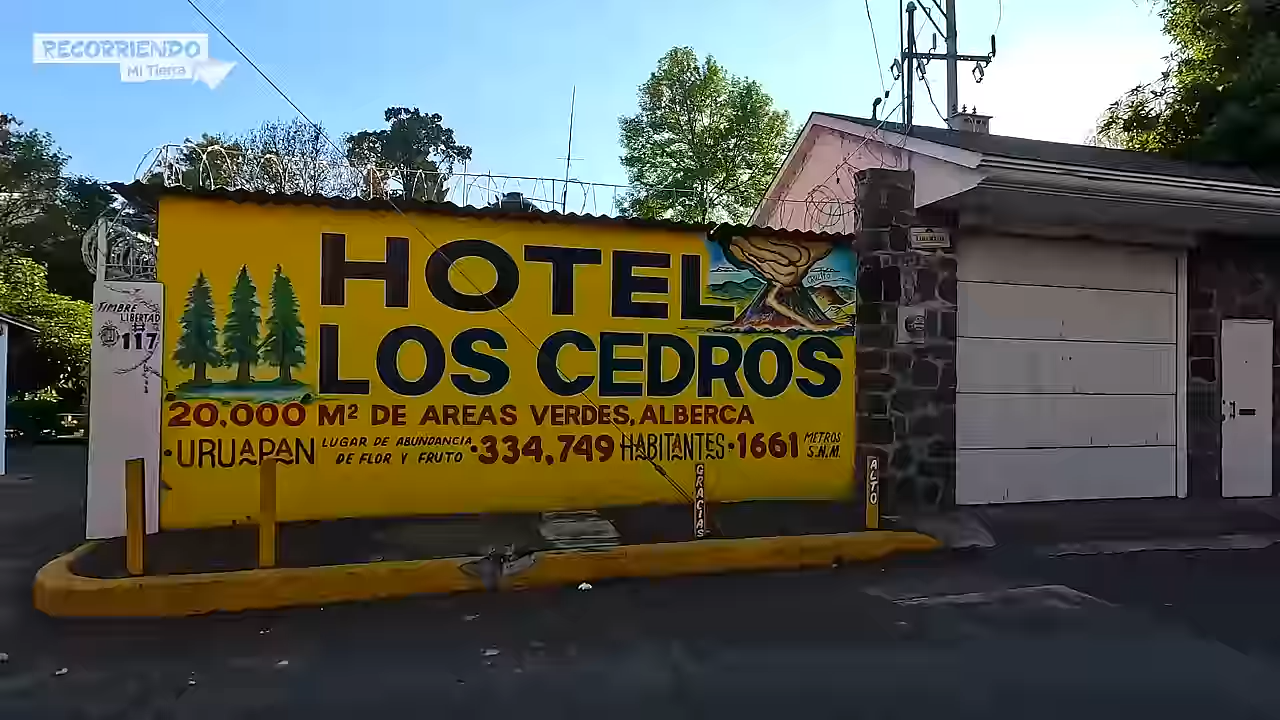 RECORRIENDO
Mi Tierra
HOTEL
LOS CEDROS
20,000 M² DE AREAS VERDES, ALBERCA
•URUAPAN LUGAR DE ABUNDANCIA DE FLOR Y FRUTO •334,749 HABITANTES •1661 METROS S.N.M.
TIMBRE
LIBERTAD
#
117
GRACIAS
ALTO